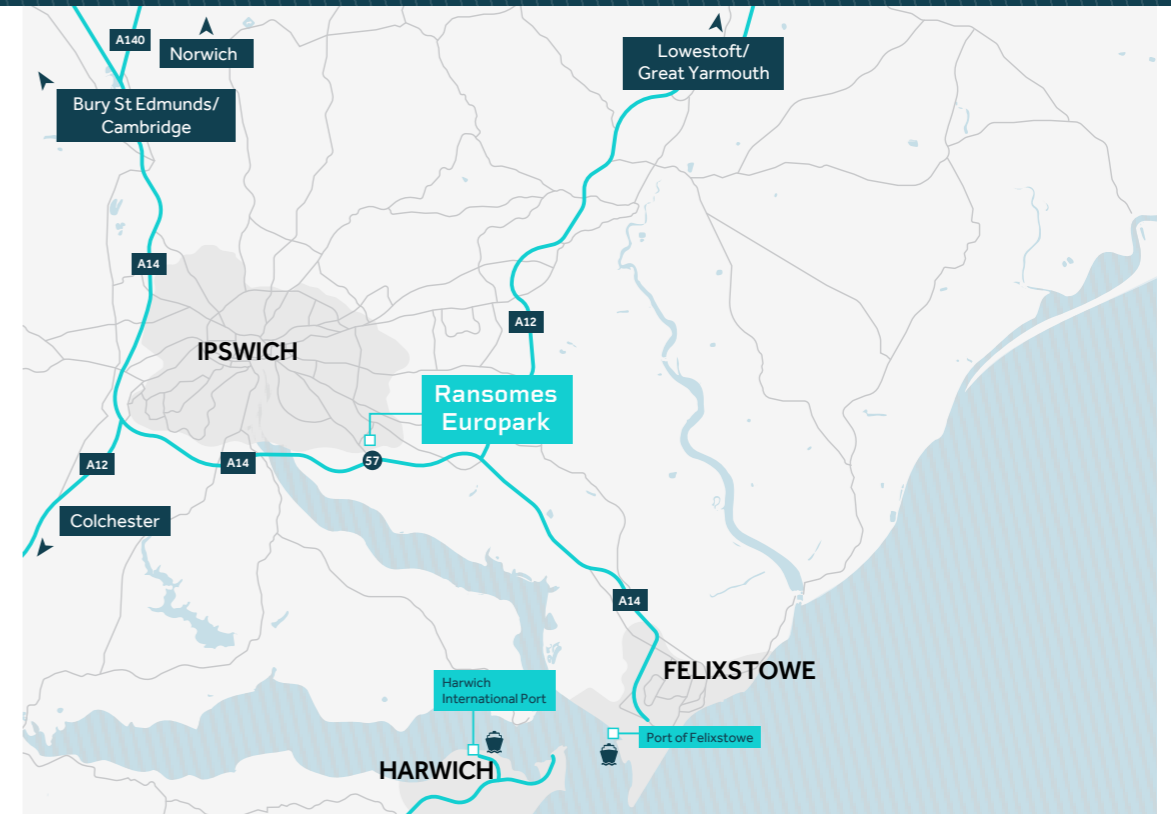 A140
Norwich
Lowestoft/
Great Yarmouth
Bury St Edmunds/
Cambridge
A14
A12
IPSWICH
Ransomes
Europark
57
A12
A14
Colchester
A14
FELIXSTOWE
Harwich
International Port
Port of Felixstowe
HARWICH